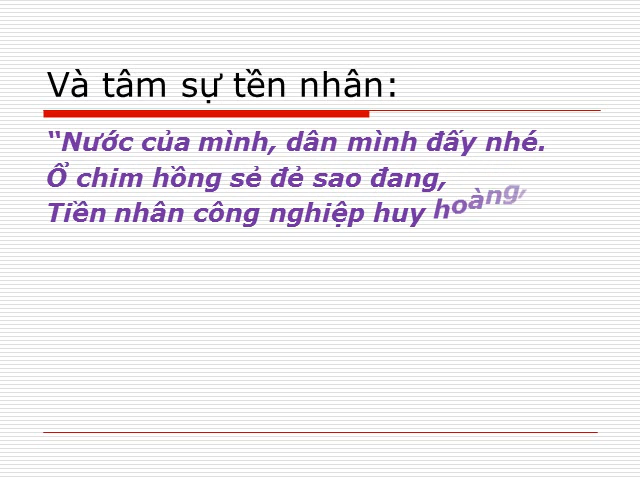 Và tâm sự tền nhân:
“Nước của mình, dân mình đấy nhé.
Ổ chim hồng sẻ đẻ sao đang,
Tiền nhân công nghiệp huy hoàng,